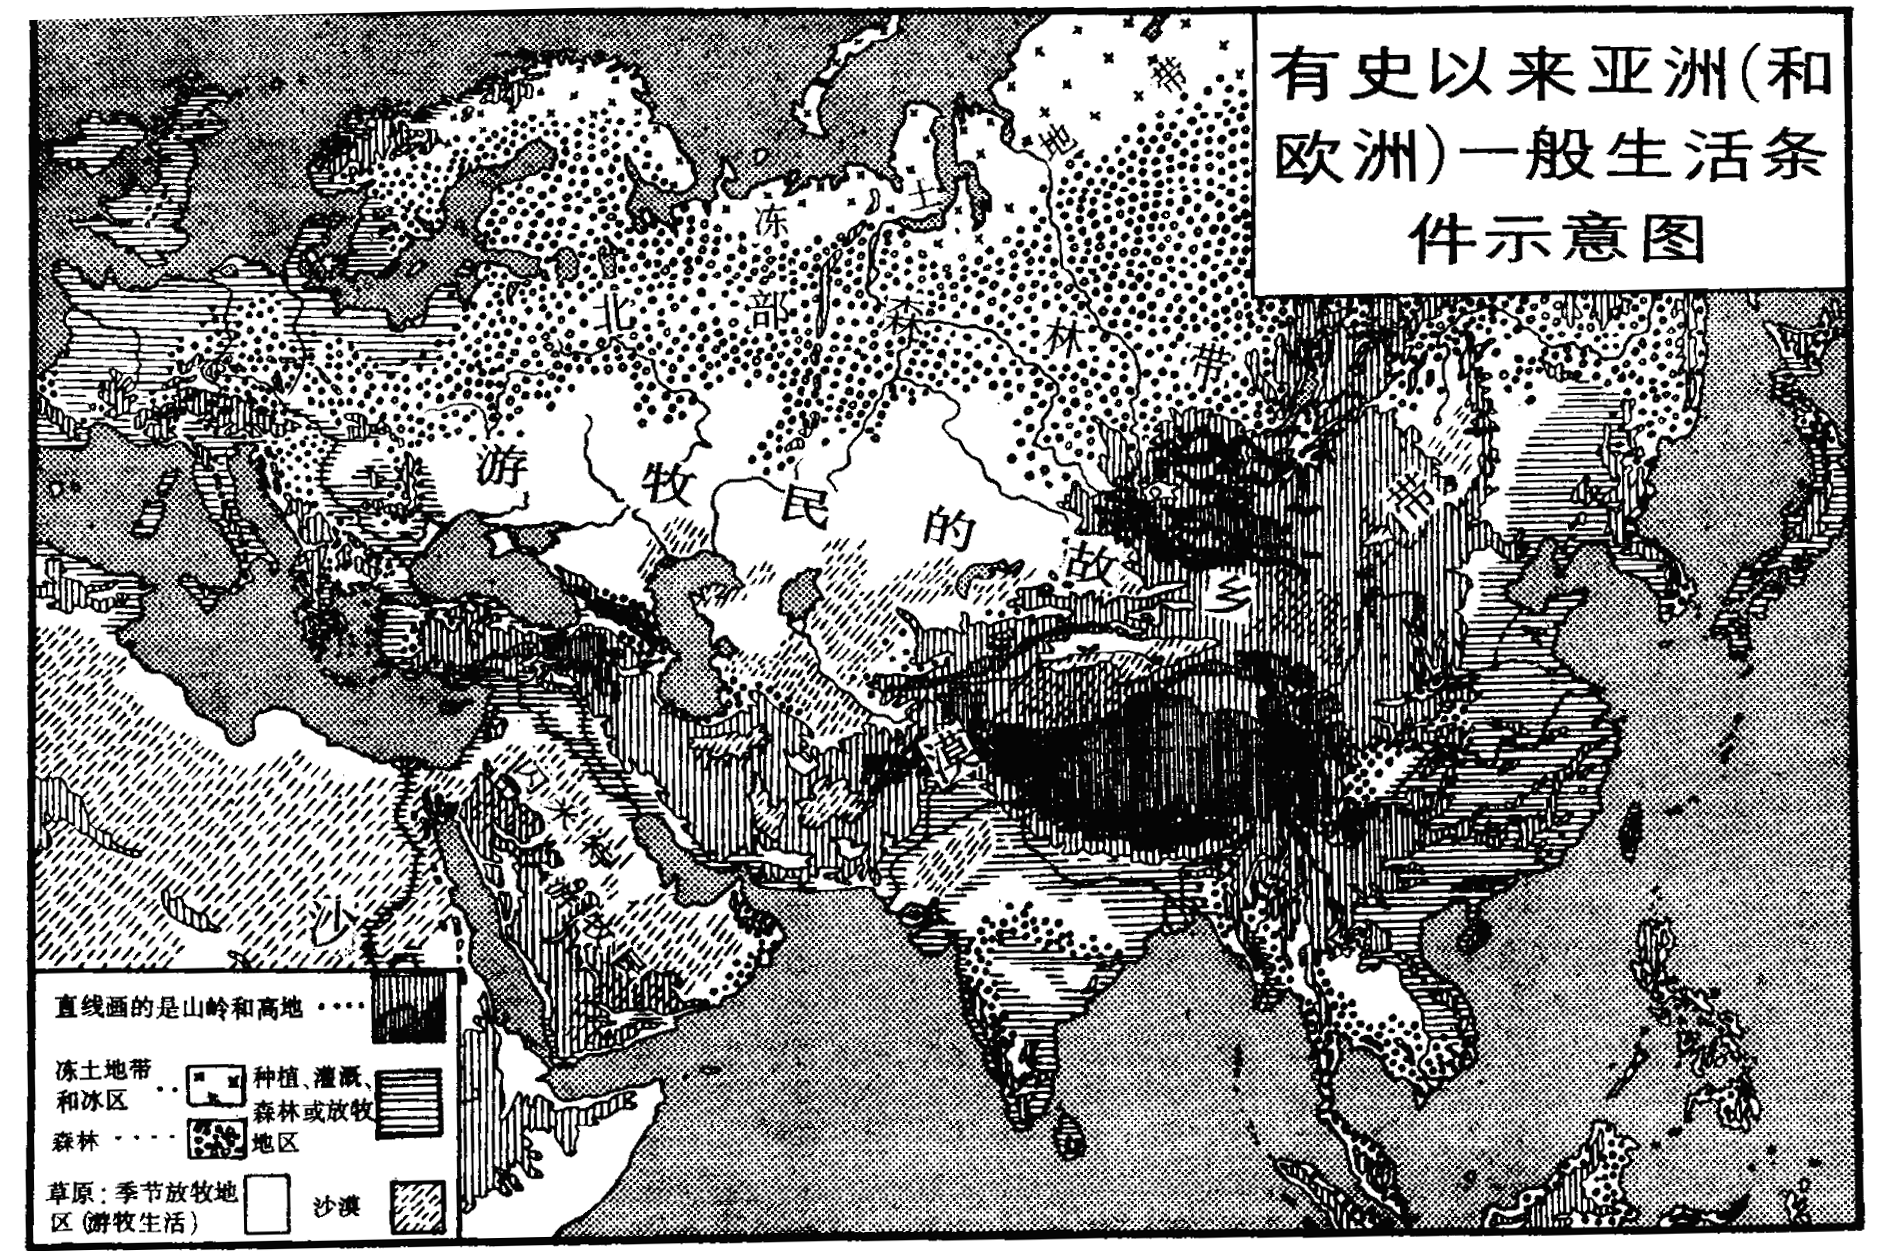 有史以来亚洲(和
欧洲)一般生活条
件示意图
冻 土 地 带
北 部 森 林 带
游 牧 民 的 故 乡
沙 漠 带
直线画的是山岭和高地
冻土地带
和冰区
种植、灌溉、
森林或放牧
地区
森林
草原:季节放牧地
区(游牧生活)
沙漠